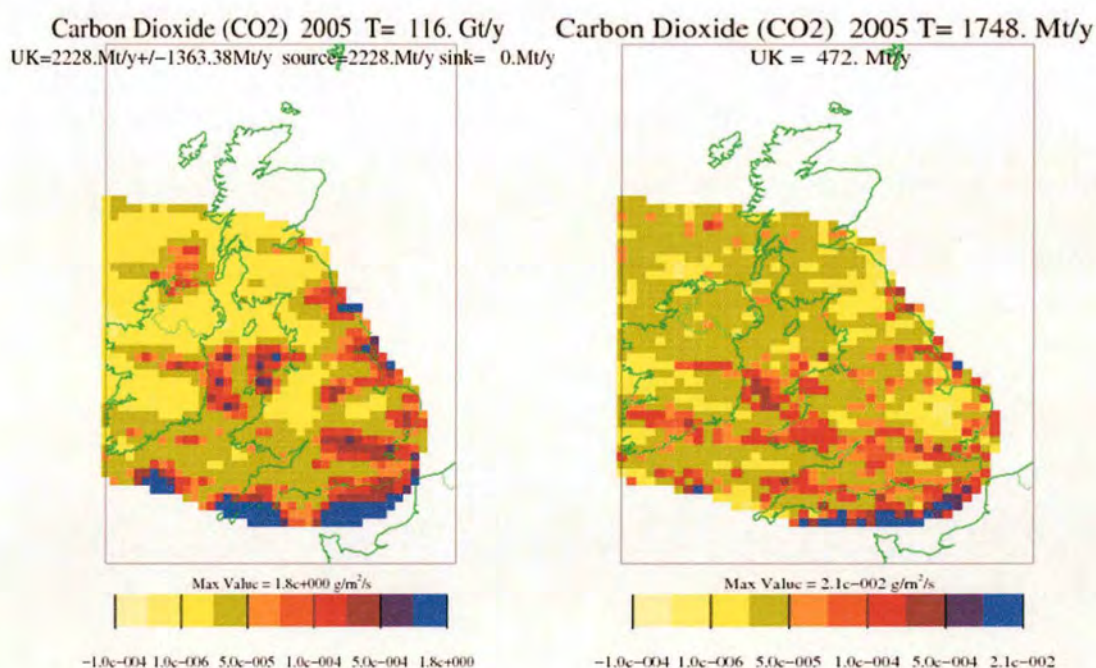 Carbon Dioxide (CO2) 2005 T= 116. Gt/y
UK=2228.Mt/y+/−1363.38Mt/y source=2228.Mt/y sink= 0.Mt/y
Max Value = 1.8e+000 g/m²/s
−1.0e−004 1.0e−006 5.0e−005 1.0e−004 5.0e−004 1.8e+000
Carbon Dioxide (CO2) 2005 T= 1748. Mt/y
UK = 472. Mt/y
Max Value = 2.1e−002 g/m²/s
−1.0e−004 1.0e−006 5.0e−005 1.0e−004 5.0e−004 2.1e−002